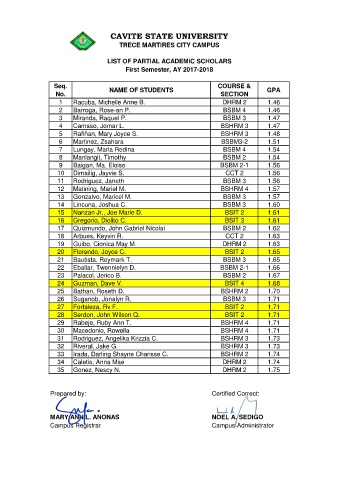 CAVITE STATE UNIVERSITY
TRECE MARTIRES CITY CAMPUS
LIST OF PARTIAL ACADEMIC SCHOLARS
First Semester, AY 2017-2018
Seq. No. NAME OF STUDENTS COURSE & SECTION GPA
1 Racuba, Michelle Anne B. DHRM 2 1.46
2 Barroga, Rose-an P. BSBM 4 1.46
3 Miranda, Raquel P. BSBM 3 1.47
4 Camaso, Jomar L. BSHRM 3 1.47
5 Rafiñan, Mary Joyce S. BSHRM 3 1.48
6 Martinez, Zsahara BSBMG-2 1.51
7 Lungay, Maria Redina BSBM 4 1.54
8 Manlangit, Timothy BSBM 2 1.54
9 Baigan, Ma. Eloise BSBM 2-1 1.56
10 Dimailig, Jayvie S. CCT 2 1.56
11 Rodriguez, Janeth BSBM 3 1.56
12 Malining, Mariel M. BSHRM 4 1.57
13 Gonzalvo, Maricel M. BSBM 3 1.57
14 Lincuna, Joshua C. BSBM 3 1.60
15 Nanzan Jr., Joe Marie D. BSIT 2 1.61
16 Gregorio, Diolito C. BSIT 3 1.61
17 Quizmundo, John Gabriel Nicolai BSBM 2 1.62
18 Arbues, Keyvin R. CCT 2 1.63
19 Guibo, Cionica May M. DHRM 2 1.63
20 Florendo, Joyce C. BSIT 2 1.65
21 Bautista, Reymark T. BSBM 3 1.65
22 Eballar, Twennielyn D. BSBM 2-1 1.66
23 Palacol, Jerico B. BSBM 2 1.67
24 Guzman, Dave V. BSIT 4 1.68
25 Bathan, Roseth D. BSHRM 2 1.70
26 Suganob, Jonalyn R. BSBM 3 1.71
27 Fortaleza, Rv F. BSIT 2 1.71
28 Serdon, John Wilson Q. BSIT 2 1.71
29 Rabeje, Ruby Ann T. BSHRM 4 1.71
30 Macedonio, Rowella BSHRM 4 1.71
31 Rodriguez, Angelika Krizzia C. BSHRM 3 1.73
32 Riveral, Jake G. BSHRM 3 1.73
33 Irada, Darling Shayne Charisse C. BSHRM 2 1.74
34 Caletis, Anna Mae DHRM 2 1.74
35 Gonez, Nescy N. DHRM 2 1.75
Prepared by: Certified Correct:
MARY ANN L. ANONAS NOEL A. SEDIGO
Campus Registrar Campus Administrator